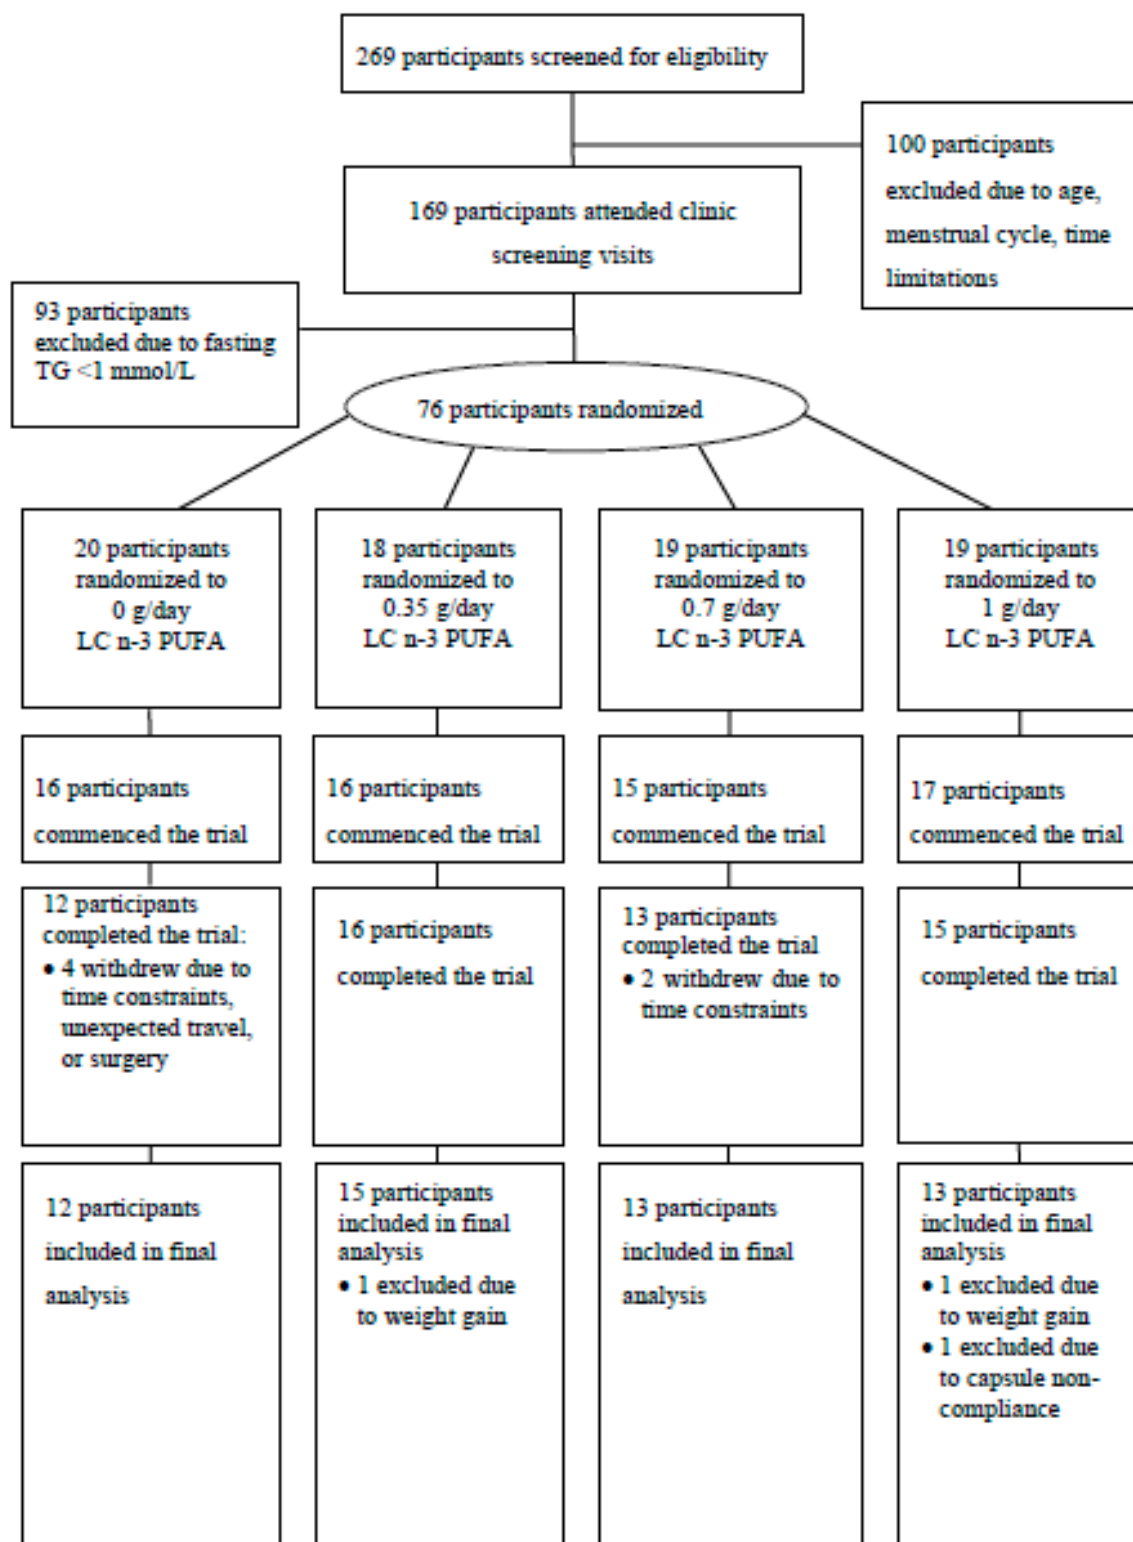 269 participants screened for eligibility
100 participants
excluded due to age,
menstrual cycle, time
limitations
169 participants attended clinic
screening visits
93 participants
excluded due to fasting
TG <1 mmol/L
76 participants randomized
20 participants
randomized to
0 g/day
LC n-3 PUFA
18 participants
randomized to
0.35 g/day
LC n-3 PUFA
19 participants
randomized to
0.7 g/day
LC n-3 PUFA
19 participants
randomized to
1 g/day
LC n-3 PUFA
16 participants
commenced the trial
16 participants
commenced the trial
15 participants
commenced the trial
17 participants
commenced the trial
12 participants
completed the trial:
• 4 withdrew due to
time constraints,
unexpected travel,
or surgery
16 participants
completed the trial
13 participants
completed the trial
• 2 withdrew due to
time constraints
15 participants
completed the trial
12 participants
included in final
analysis
15 participants
included in final
analysis
• 1 excluded due
to weight gain
13 participants
included in final
analysis
13 participants
included in final
analysis
• 1 excluded due
to weight gain
• 1 excluded due
to capsule non-
compliance